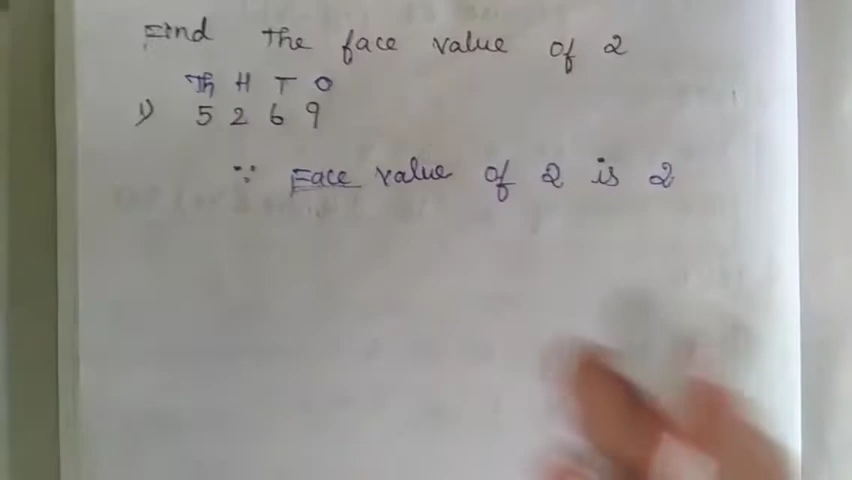 Find The face value of 2
Th H T O
1) 5 2 6 9
∵ Face value of 2 is 2